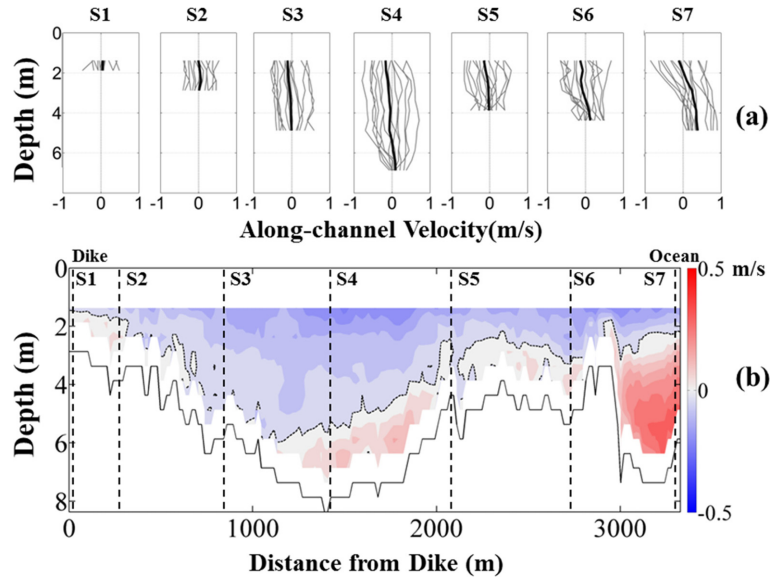 S1 S2 S3 S4 S5 S6 S7
0
2
4
6
Depth (m)
-1 0 1 -1 0 1 -1 0 1 -1 0 1 -1 0 1 -1 0 1 -1 0 1
(a)
Along-channel Velocity(m/s)
Dike Ocean
S1 S2 S3 S4 S5 S6 S7
0
2
4
6
8
Depth (m)
0 1000 2000 3000
Distance from Dike (m)
0.5 m/s
0
-0.5
(b)